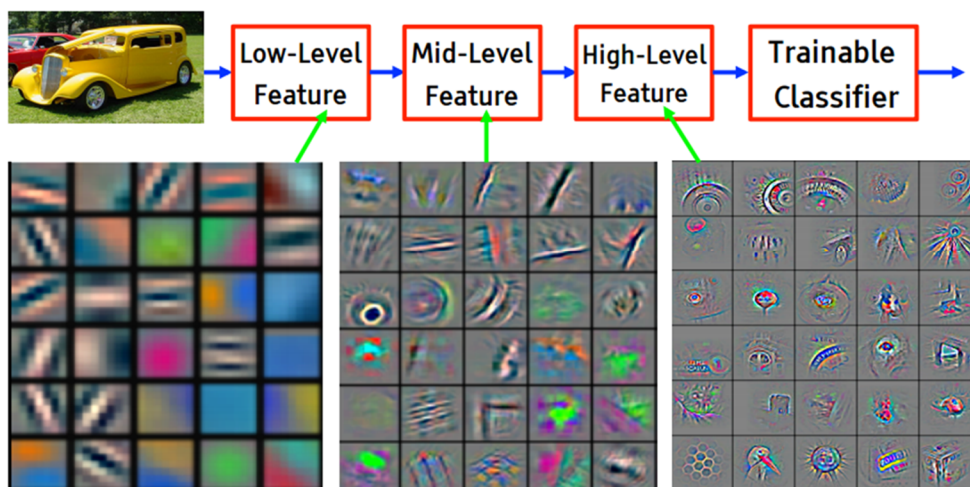 Low-Level
Feature
Mid-Level
Feature
High-Level
Feature
Trainable
Classifier